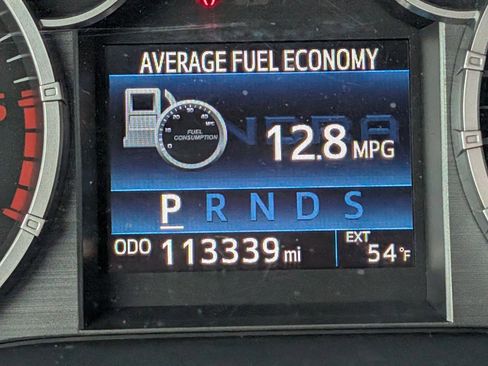 AVERAGE FUEL ECONOMY
FUEL
CONSUMPTION
12.8 MPG
P R N D S
ODO 113339 mi
EXT
54°F